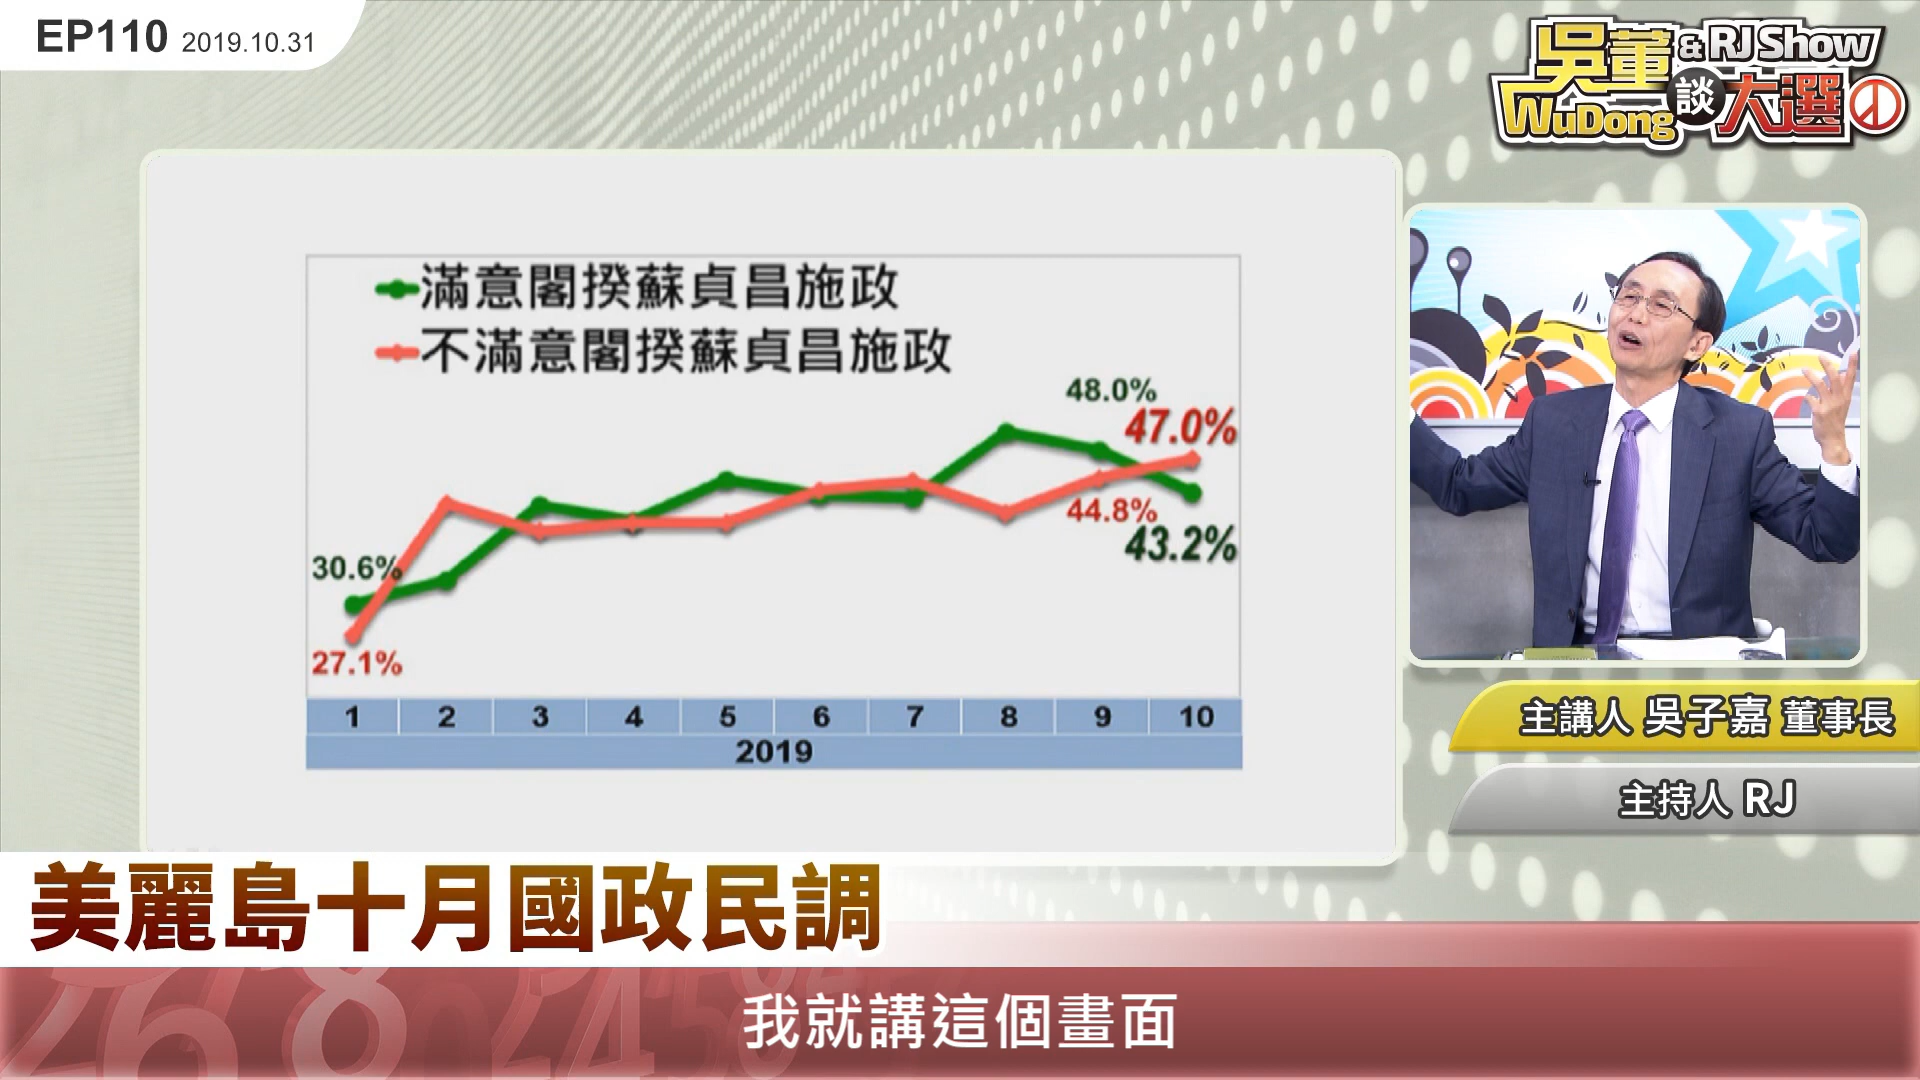 EP110 2019.10.31
吳董 & RJ Show
WuDong 談 大選
滿意閣揆蘇貞昌施政
不滿意閣揆蘇貞昌施政
48.0%
47.0%
44.8%
43.2%
30.6%
27.1%
1 2 3 4 5 6 7 8 9 10
2019
主講人 吳子嘉 董事長
主持人 RJ
美麗島十月國政民調
我就講這個畫面